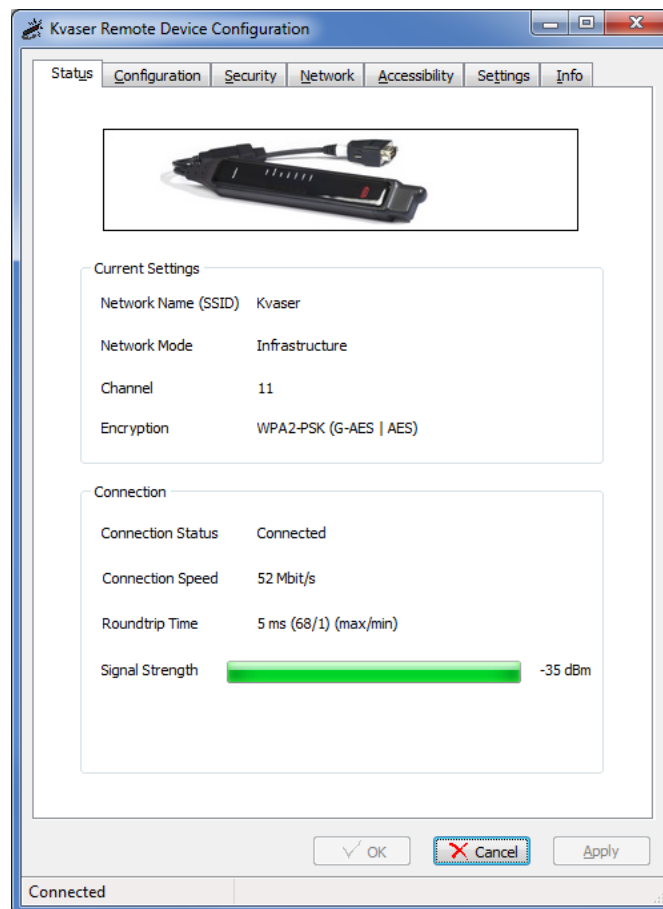 Kvaser Remote Device Configuration
Status Configuration Security Network Accessibility Settings Info
Current Settings
Network Name (SSID) Kvaser
Network Mode Infrastructure
Channel 11
Encryption WPA2-PSK (G-AES | AES)
Connection
Connection Status Connected
Connection Speed 52 Mbit/s
Roundtrip Time 5 ms (68/1) (max/min)
Signal Strength -35 dBm
OK Cancel Apply
Connected